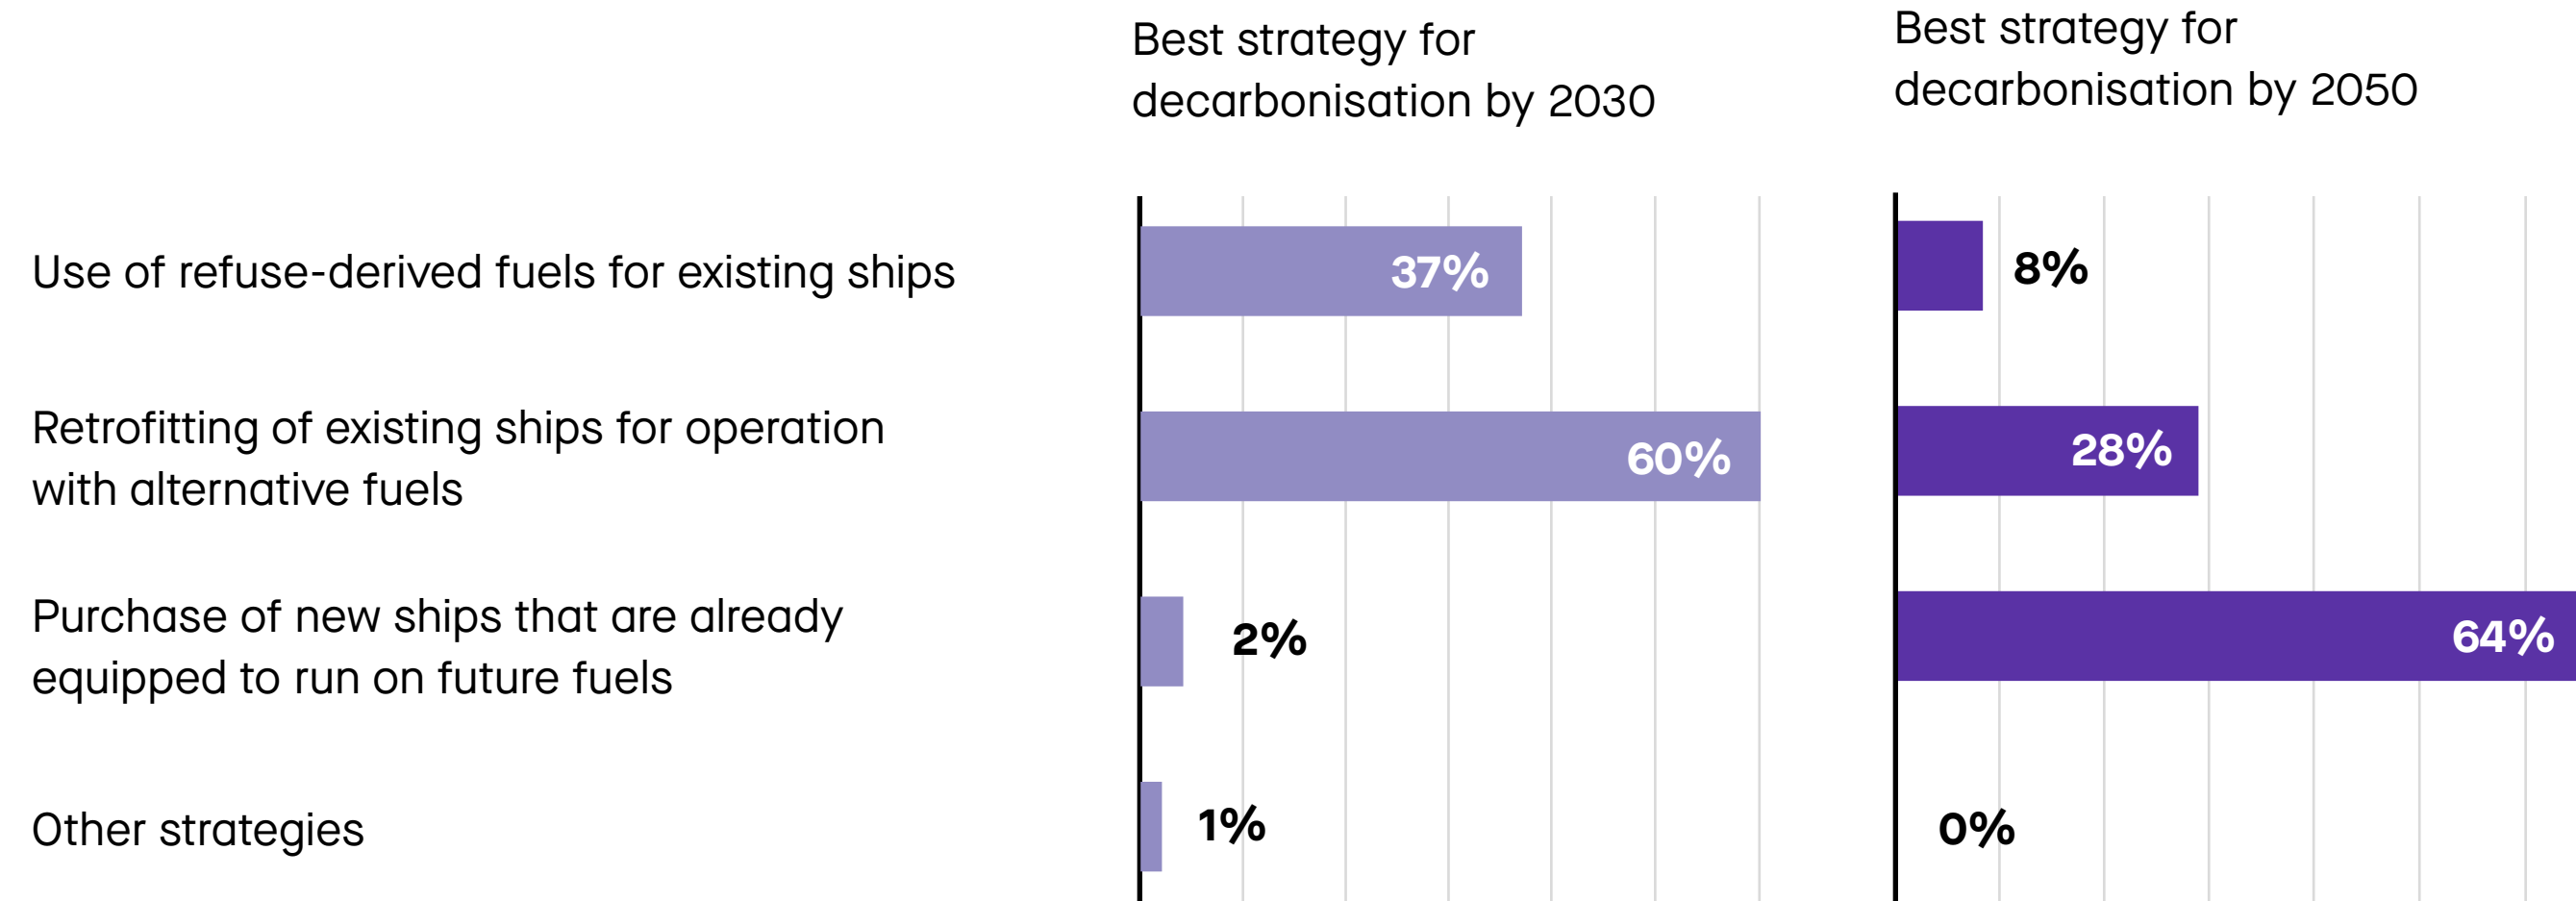 Best strategy for
decarbonisation by 2030
Best strategy for
decarbonisation by 2050
Use of refuse-derived fuels for existing ships
37%
8%
Retrofitting of existing ships for operation
with alternative fuels
60%
28%
Purchase of new ships that are already
equipped to run on future fuels
2%
64%
Other strategies
1%
0%